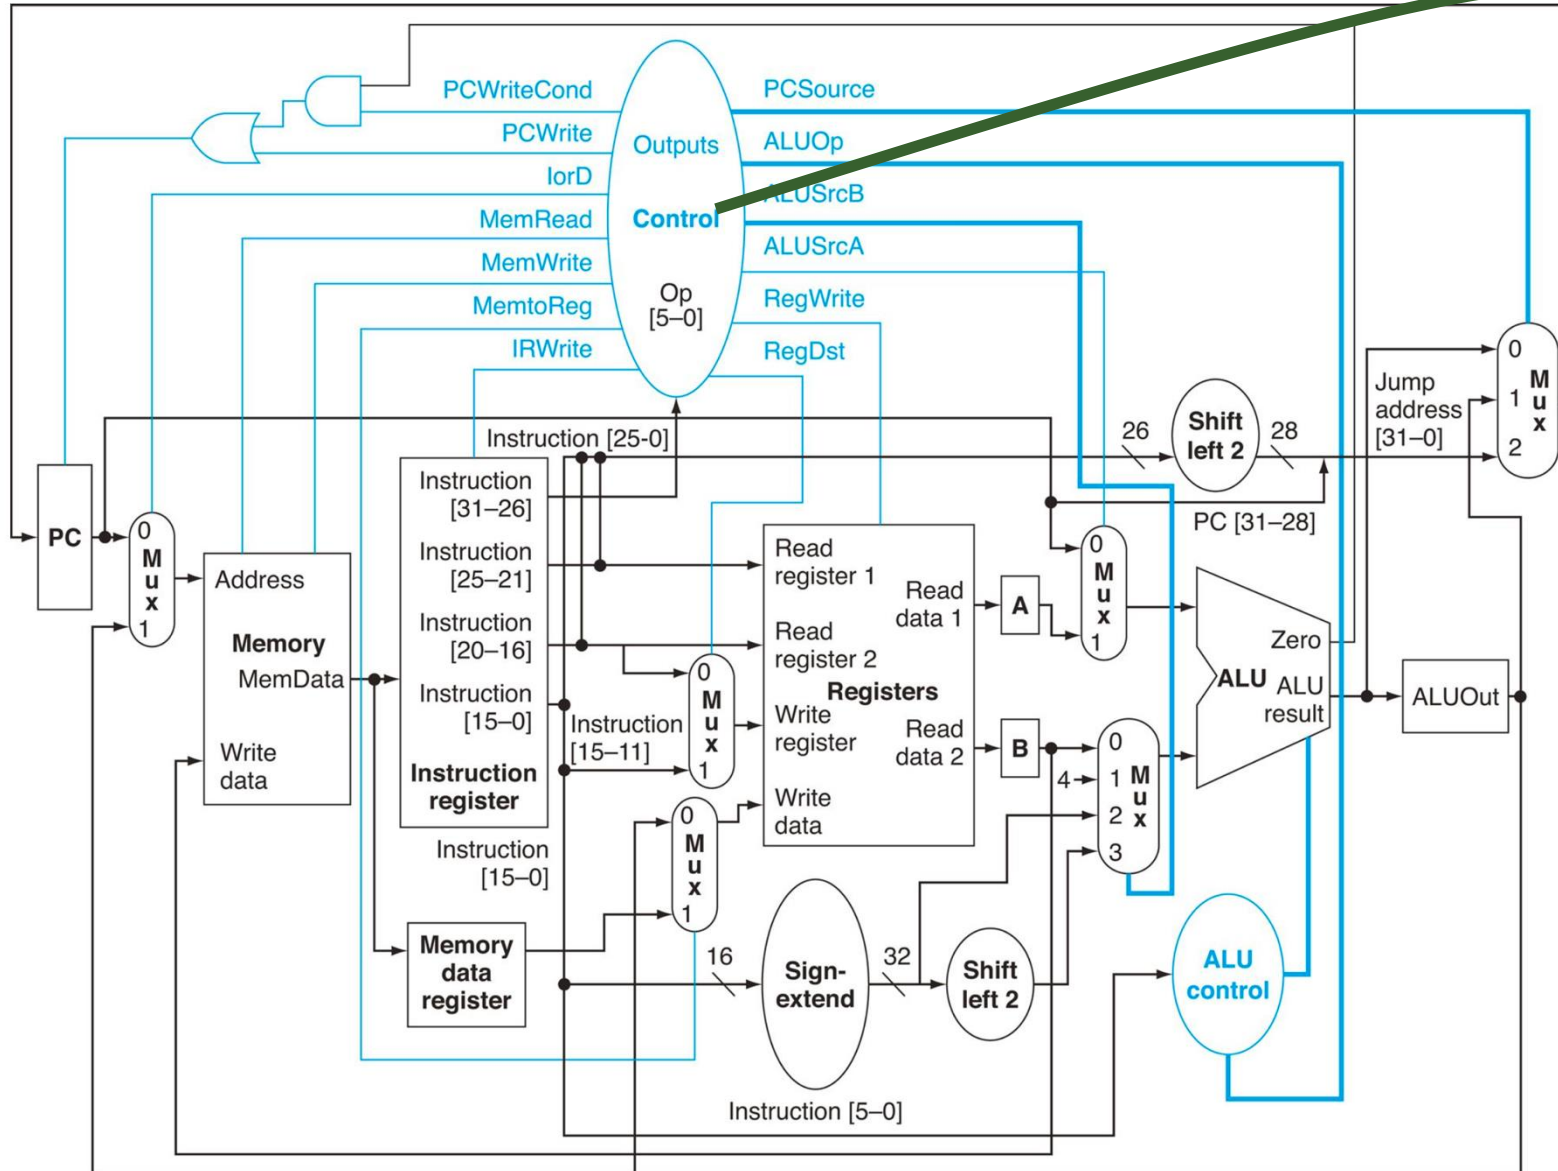 PCWriteCond
PCWrite
IorD
MemRead
MemWrite
MemtoReg
IRWrite
Outputs
Control
Op
[5–0]
PCSource
ALUOp
ALUSrcB
ALUSrcA
RegWrite
RegDst
Instruction [25-0]
26
Shift
left 2
28
Jump
address
[31–0]
0
1
2
M
u
x
PC [31–28]
PC
0
M
u
x
1
Address
Memory
MemData
Write
data
Instruction
[31–26]
Instruction
[25–21]
Instruction
[20–16]
Instruction
[15–0]
Instruction
register
Instruction
[15–11]
0
M
u
x
1
Read
register 1
Read
register 2
Registers
Write
register
Write
data
Read
data 1
Read
data 2
A
B
0
M
u
x
1
4
0
1
2
3
M
u
x
Zero
ALU
ALU
result
ALUOut
Instruction
[15–0]
0
M
u
x
1
Memory
data
register
16
Sign-
extend
32
Shift
left 2
ALU
control
Instruction [5–0]